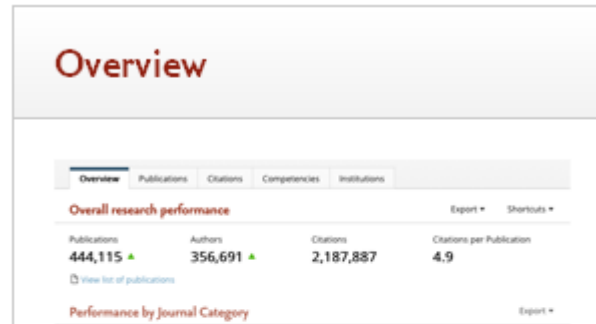 Overview
Overview Publications Citations Competencies Institutions
Overall research performance Export Shortcuts
Publications Authors Citations Citations per Publication
444,115 356,691 2,187,887 4.9
View list of publications
Performance by Journal Category Export